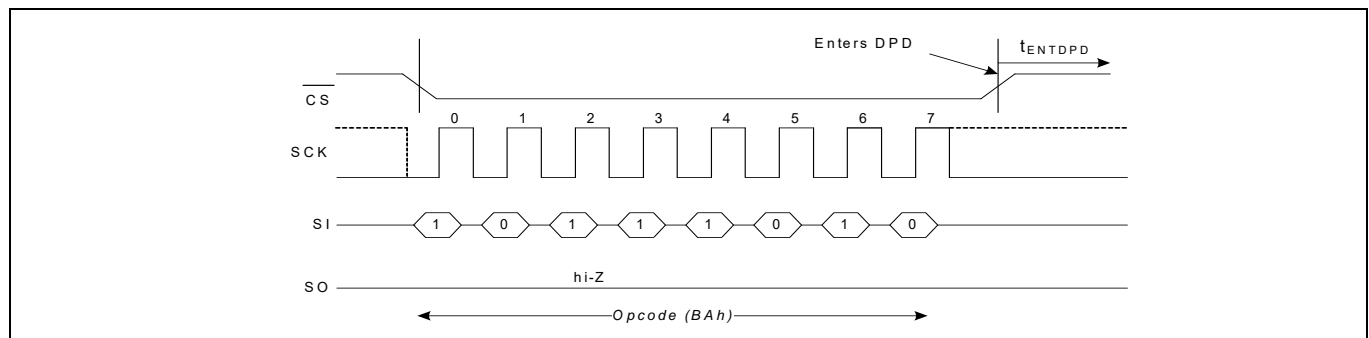 Enters DPD
tENTDPD
CS
0 1 2 3 4 5 6 7
SCK
SI 1 0 1 1 1 0 1 0
hi-Z
SO
Opcode (BAh)